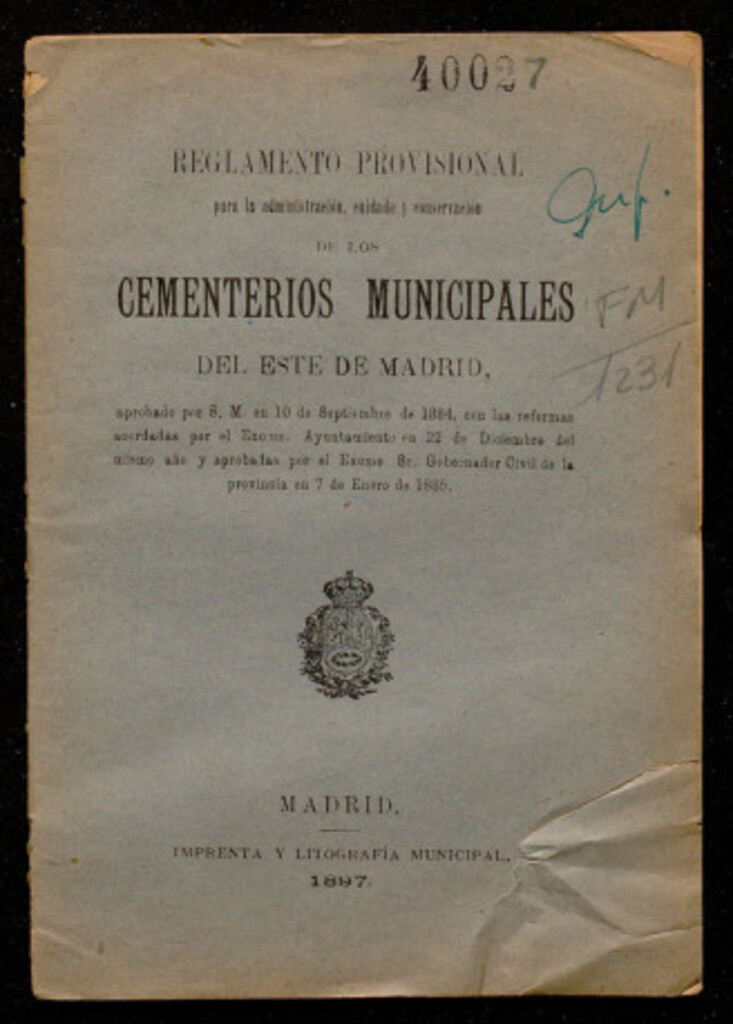 40027
REGLAMENTO PROVISIONAL
para la administración, cuidado y conservación
DE LOS
CEMENTERIOS MUNICIPALES
DEL ESTE DE MADRID,
aprobado por S. M. en 10 de Septiembre de 1884, con las reformas
acordadas por el Excmo. Ayuntamiento en 22 de Diciembre del
mismo año y aprobadas por el Excmo. Sr. Gobernador Civil de la
provincia en 7 de Enero de 1885.
FM
1231
MADRID.
IMPRENTA Y LITOGRAFÍA MUNICIPAL.
1897.